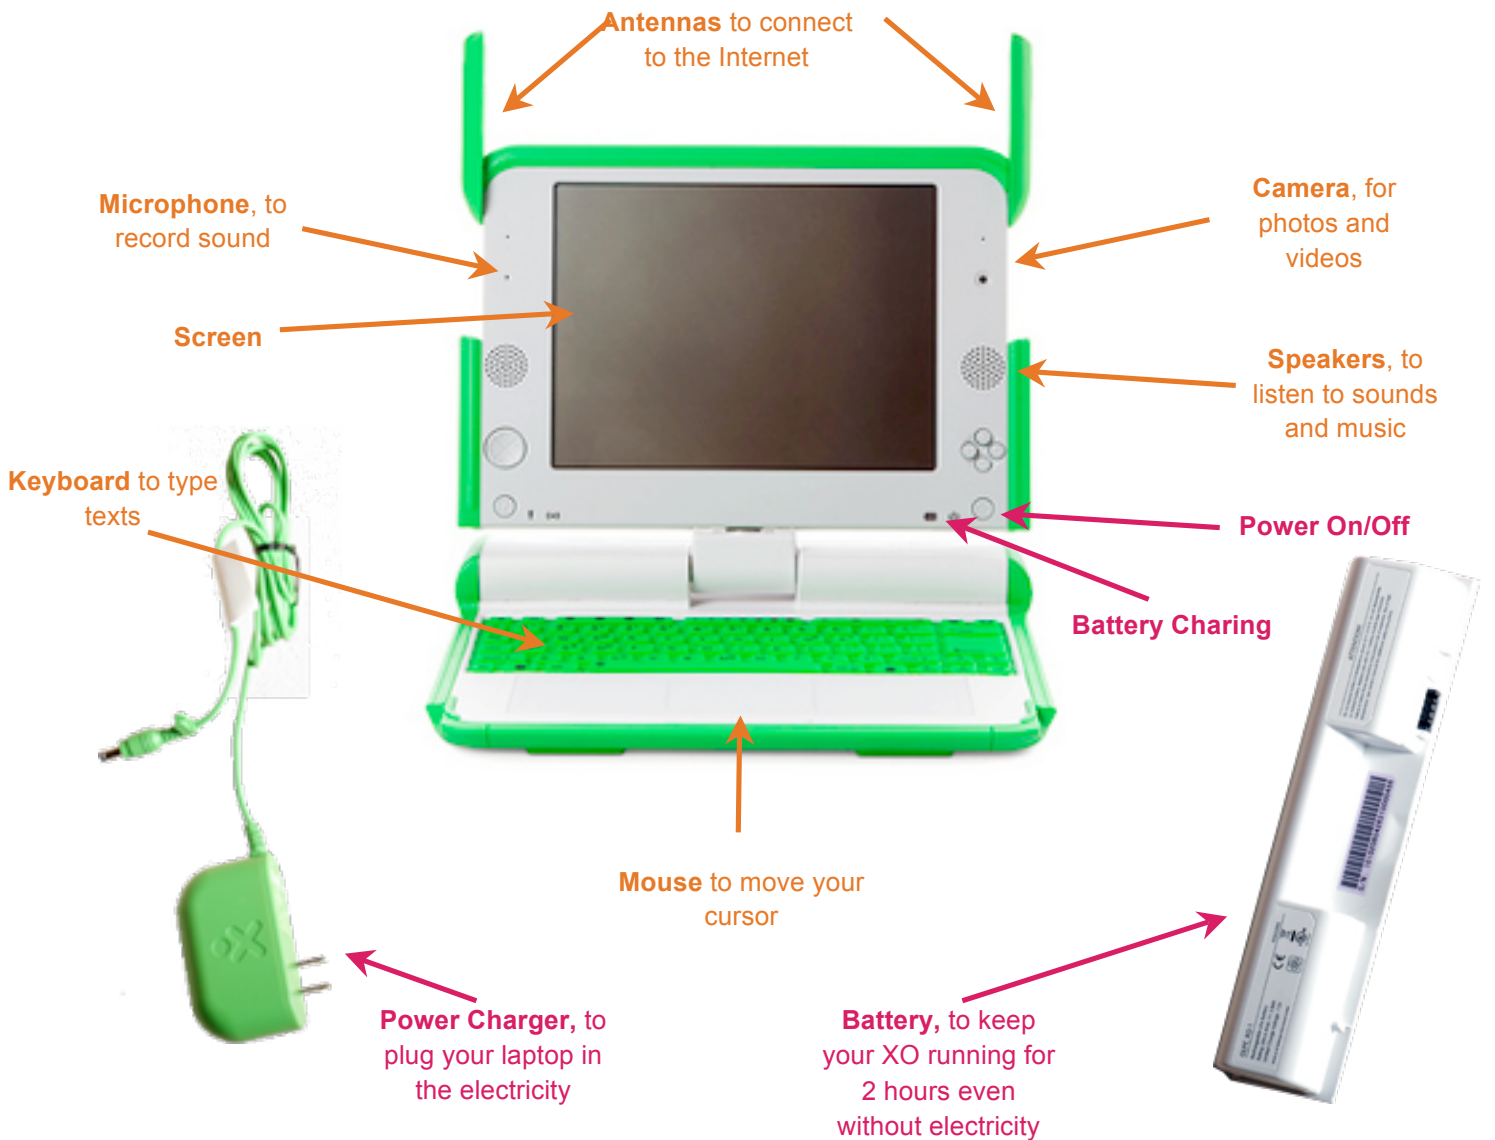 Antennas to connect
to the Internet
Microphone, to
record sound
Camera, for
photos and
videos
Screen
Speakers, to
listen to sounds
and music
Keyboard to type
texts
Power On/Off
Battery Charing
Mouse to move your
cursor
Power Charger, to
plug your laptop in
the electricity
Battery, to keep
your XO running for
2 hours even
without electricity